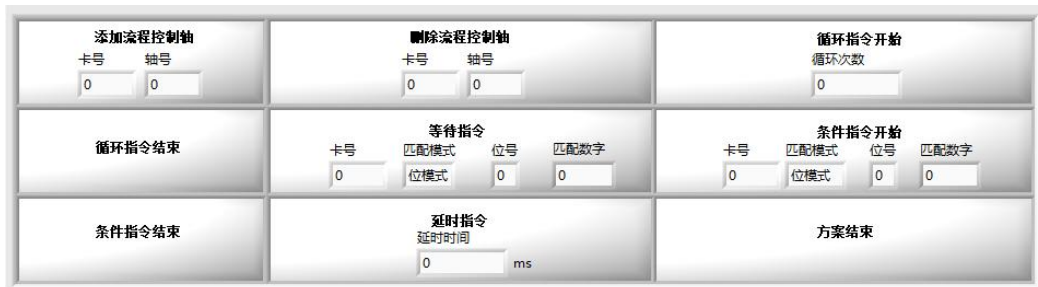 添加流程控制轴
卡号 轴号
0 0
删除流程控制轴
卡号 轴号
0 0
循环指令开始
循环次数
0
循环指令结束
等待指令
卡号 匹配模式 位号 匹配数字
0 位模式 0 0
条件指令开始
卡号 匹配模式 位号 匹配数字
0 位模式 0 0
条件指令结束
延时指令
延时时间
0 ms
方案结束